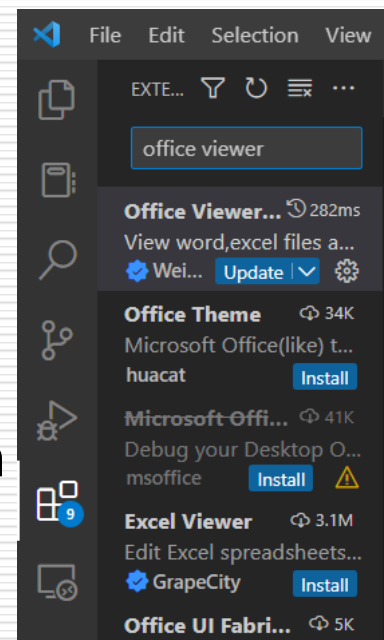 File Edit Selection View
EXTE...
office viewer
Office Viewer... 282ms
View word,excel files a...
Wei... Update
Office Theme 34K
Microsoft Office(like) t...
huacat Install
Microsoft Offi... 41K
Debug your Desktop O...
msoffice Install
9
Excel Viewer 3.1M
Edit Excel spreadsheets...
GrapeCity Install
Office UI Fabri... 5K